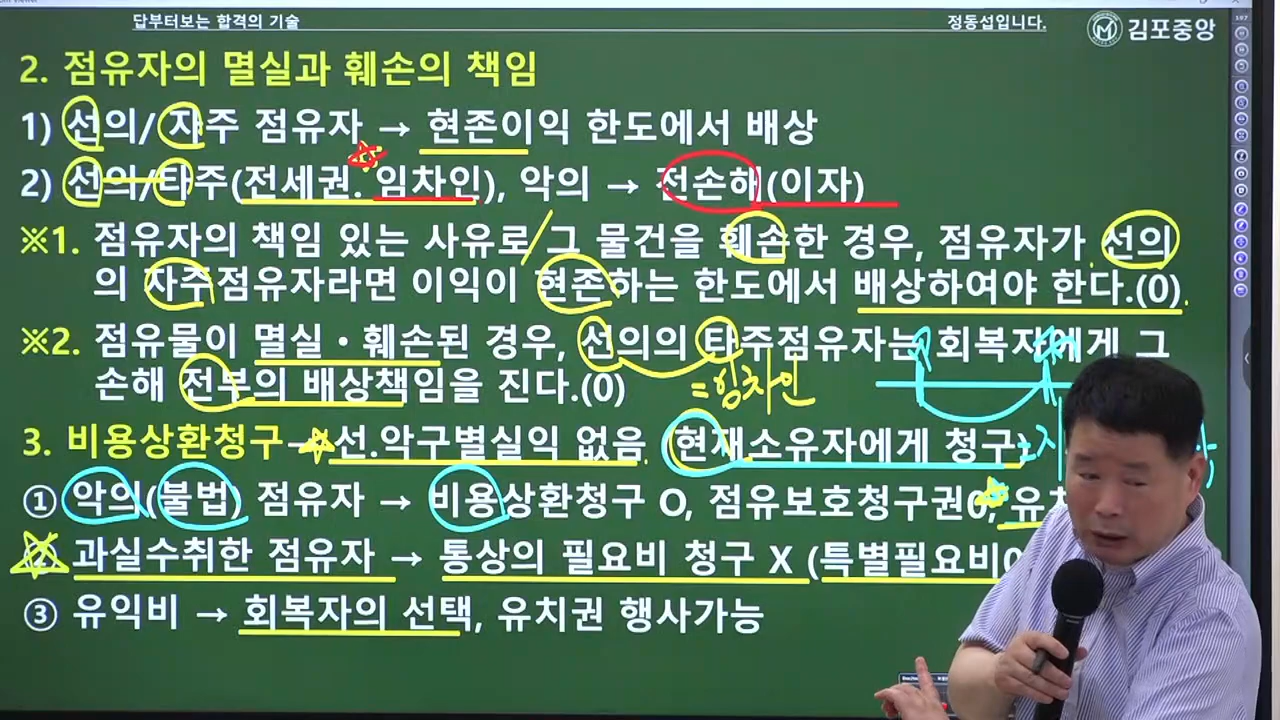 답부터보는 합격의 기술
정동섭입니다.
김포중앙
2. 점유자의 멸실과 훼손의 책임
1) 선의/ 자주 점유자 → 현존이익 한도에서 배상
2) 선의/타주(전세권. 임차인), 악의 → 전손해(이자)
※1. 점유자의 책임 있는 사유로 그 물건을 훼손한 경우, 점유자가 선의
의 자주점유자라면 이익이 현존하는 한도에서 배상하여야 한다.(0)
※2. 점유물이 멸실·훼손된 경우, 선의의 타주점유자는 회복자에게 그
손해 전부의 배상책임을 진다.(0)
=임차인
3. 비용상환청구→ 선.악구별실익 없음 (현재소유자에게 청구)
① 악의(불법) 점유자 → 비용상환청구 O, 점유보호청구권0,
② 과실수취한 점유자 → 통상의 필요비 청구 X (특별필요비
③ 유익비 → 회복자의 선택, 유치권 행사가능